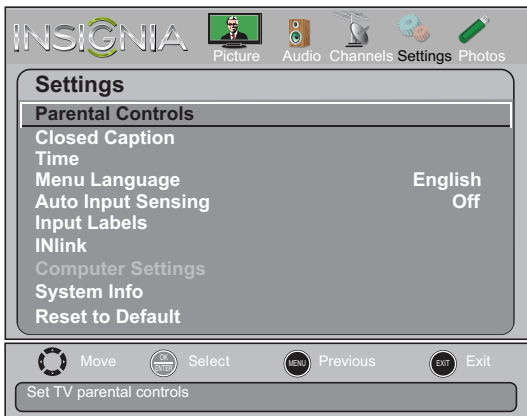 INSIGNIA
Picture Audio Channels Settings Photos
Settings
Parental Controls
Closed Caption
Time
Menu Language English
Auto Input Sensing Off
Input Labels
INlink
Computer Settings
System Info
Reset to Default
Move OK ENTER Select MENU Previous EXIT Exit
Set TV parental controls